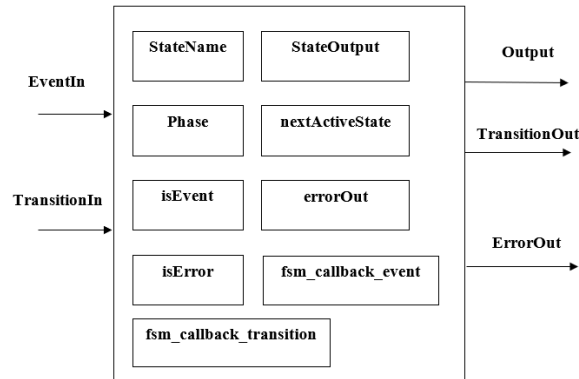 StateName StateOutput Output
EventIn
Phase nextActiveState TransitionOut
TransitionIn isEvent errorOut
ErrorOut
isError fsm_callback_event
fsm_callback_transition